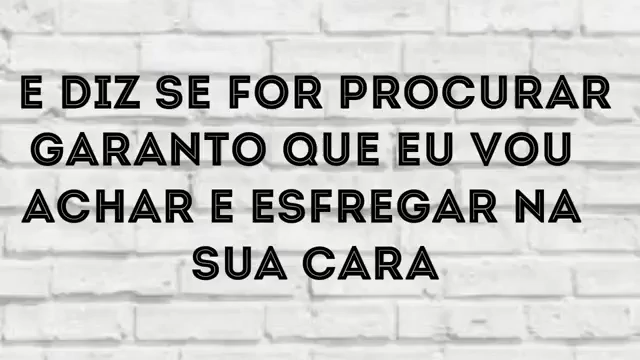 E DIZ SE FOR PROCURAR
GARANTO QUE EU VOU
ACHAR E ESFREGAR NA
SUA CARA